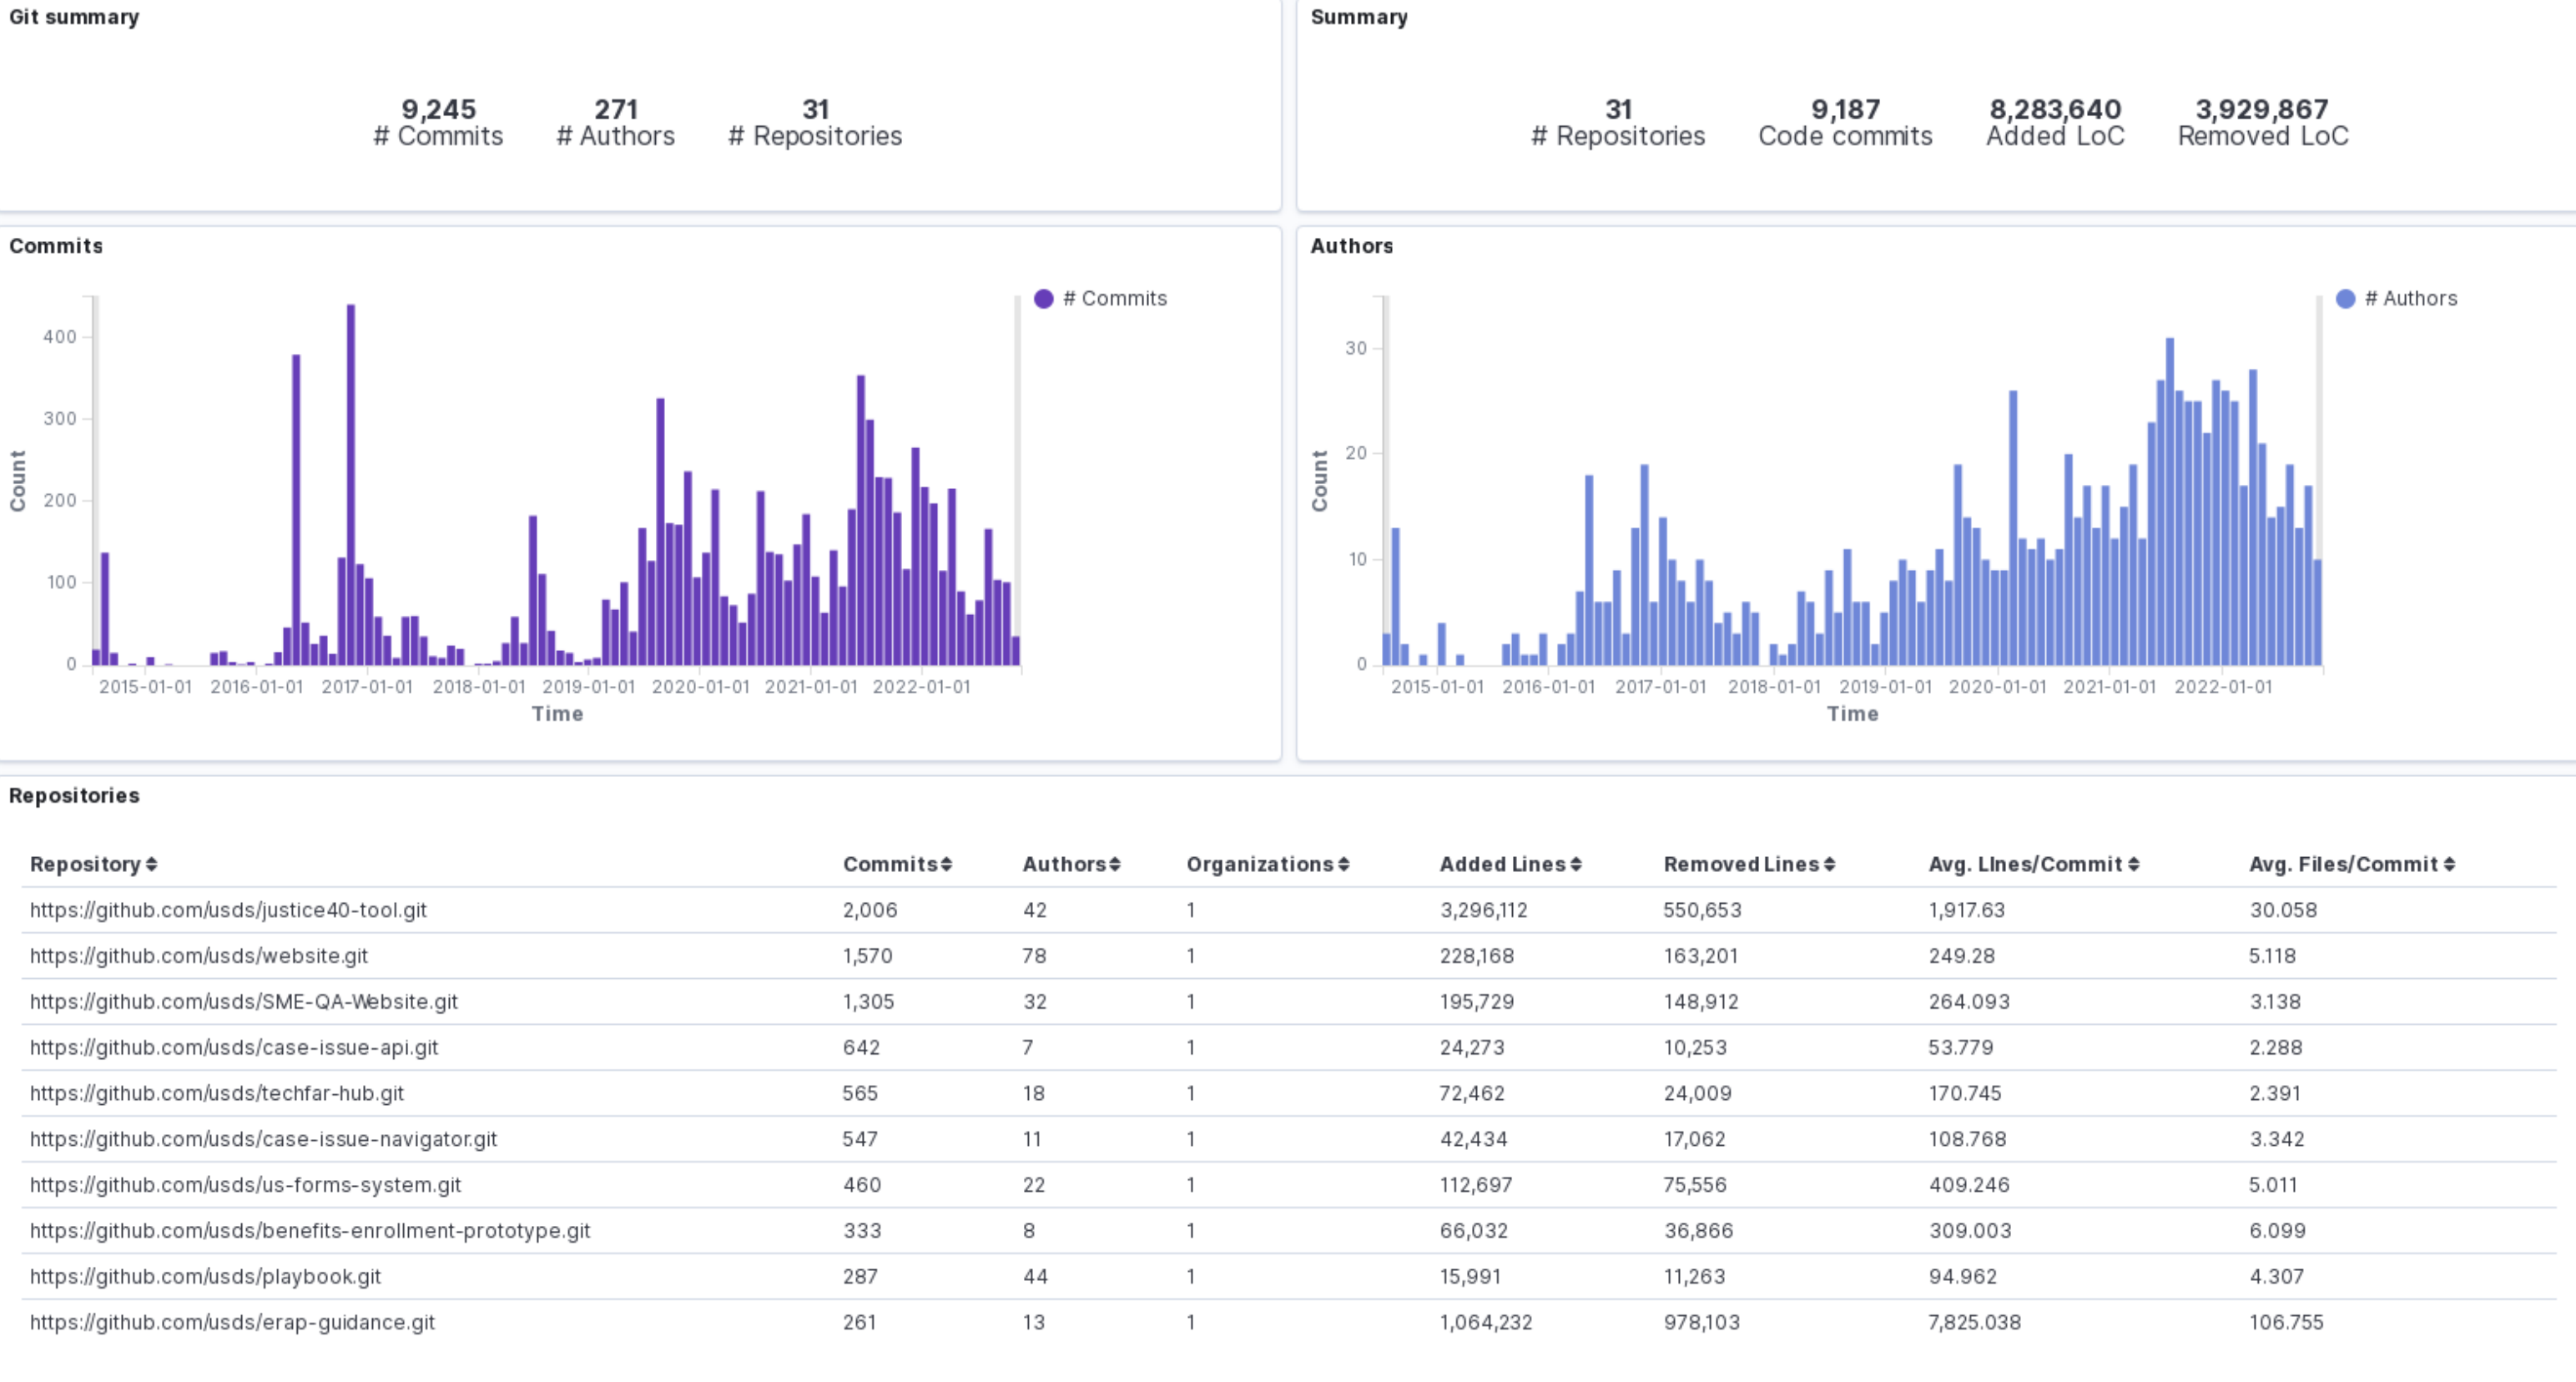 Git summary
9,245 271 31
# Commits # Authors # Repositories
Summary
31 9,187 8,283,640 3,929,867
# Repositories Code commits Added LoC Removed LoC
Commits
# Commits
400
300
200
100
0
Count
2015-01-01 2016-01-01 2017-01-01 2018-01-01 2019-01-01 2020-01-01 2021-01-01 2022-01-01
Time
Authors
# Authors
30
20
10
0
Count
2015-01-01 2016-01-01 2017-01-01 2018-01-01 2019-01-01 2020-01-01 2021-01-01 2022-01-01
Time
Repositories
Repository Commits Authors Organizations Added Lines Removed Lines Avg. LInes/Commit Avg. Files/Commit
https://github.com/usds/justice40-tool.git 2,006 42 1 3,296,112 550,653 1,917.63 30.058
https://github.com/usds/website.git 1,570 78 1 228,168 163,201 249.28 5.118
https://github.com/usds/SME-QA-Website.git 1,305 32 1 195,729 148,912 264.093 3.138
https://github.com/usds/case-issue-api.git 642 7 1 24,273 10,253 53.779 2.288
https://github.com/usds/techfar-hub.git 565 18 1 72,462 24,009 170.745 2.391
https://github.com/usds/case-issue-navigator.git 547 11 1 42,434 17,062 108.768 3.342
https://github.com/usds/us-forms-system.git 460 22 1 112,697 75,556 409.246 5.011
https://github.com/usds/benefits-enrollment-prototype.git 333 8 1 66,032 36,866 309.003 6.099
https://github.com/usds/playbook.git 287 44 1 15,991 11,263 94.962 4.307
https://github.com/usds/erap-guidance.git 261 13 1 1,064,232 978,103 7,825.038 106.755